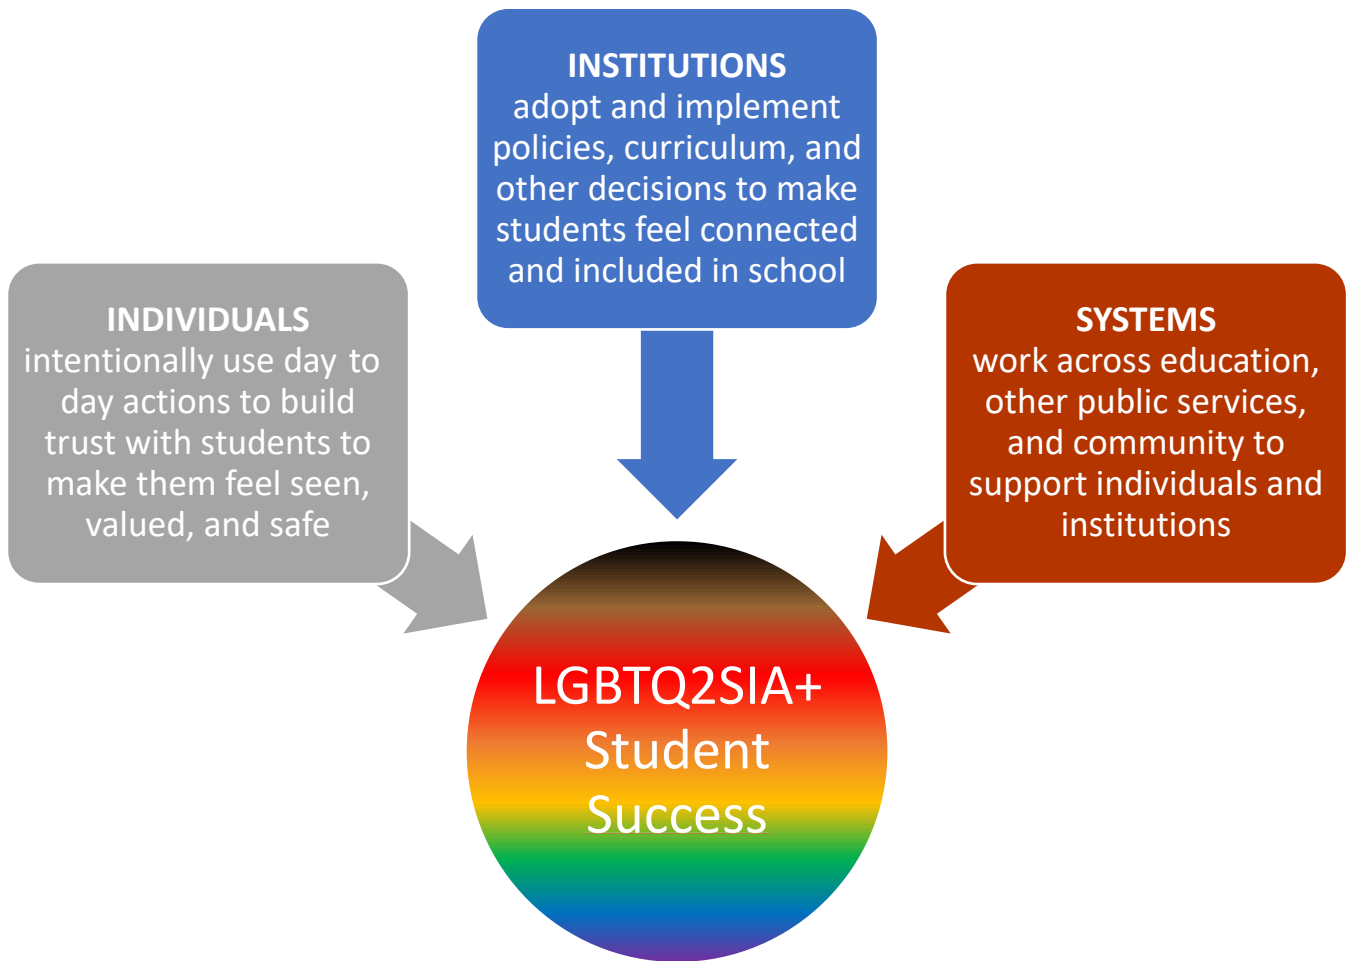 INSTITUTIONS
adopt and implement
policies, curriculum, and
other decisions to make
students feel connected
and included in school
INDIVIDUALS
intentionally use day to
day actions to build
trust with students to
make them feel seen,
valued, and safe
SYSTEMS
work across education,
other public services,
and community to
support individuals and
institutions
LGBTQ2SIA+
Student
Success